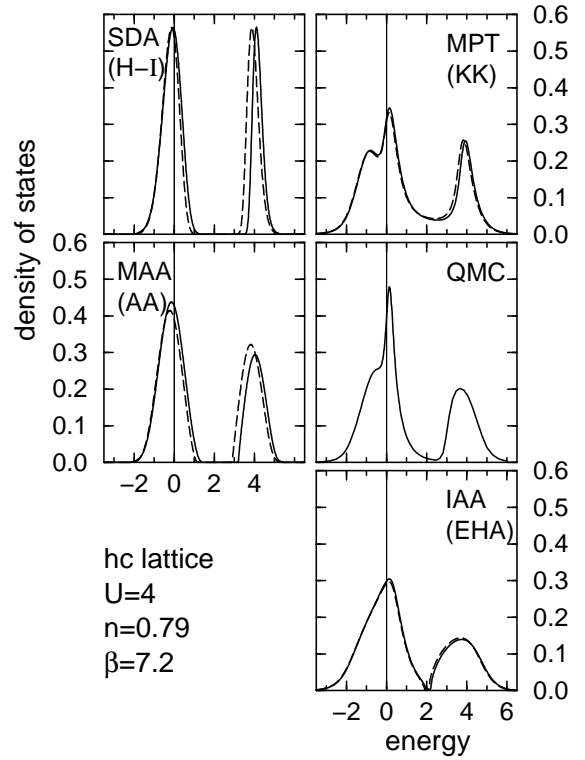 SDA
(H−I)
MPT
(KK)
0.6
0.5
0.4
0.3
0.2
0.1
0.0
density of states
MAA
(AA)
0.6
0.5
0.4
0.3
0.2
0.1
0.0
−2 0 2 4
QMC
IAA
(EHA)
0.6
0.5
0.4
0.3
0.2
0.1
0.0
−2 0 2 4 6
energy
hc lattice
U=4
n=0.79
β=7.2